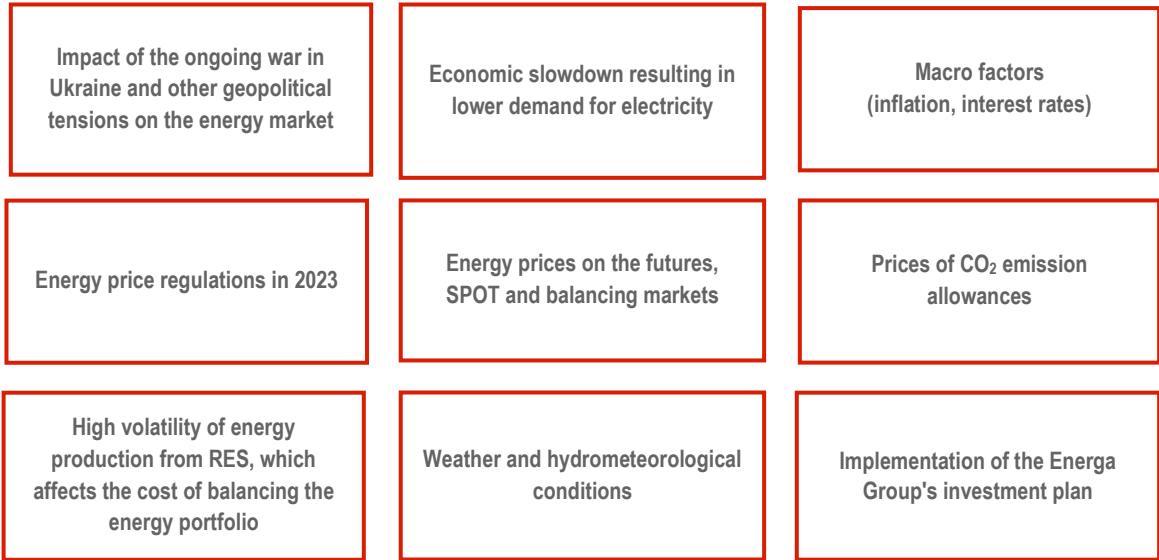 Impact of the ongoing war in
Ukraine and other geopolitical
tensions on the energy market
Economic slowdown resulting in
lower demand for electricity
Macro factors
(inflation, interest rates)
Energy price regulations in 2023
Energy prices on the futures,
SPOT and balancing markets
Prices of CO₂ emission
allowances
High volatility of energy
production from RES, which
affects the cost of balancing the
energy portfolio
Weather and hydrometeorological
conditions
Implementation of the Energa
Group's investment plan